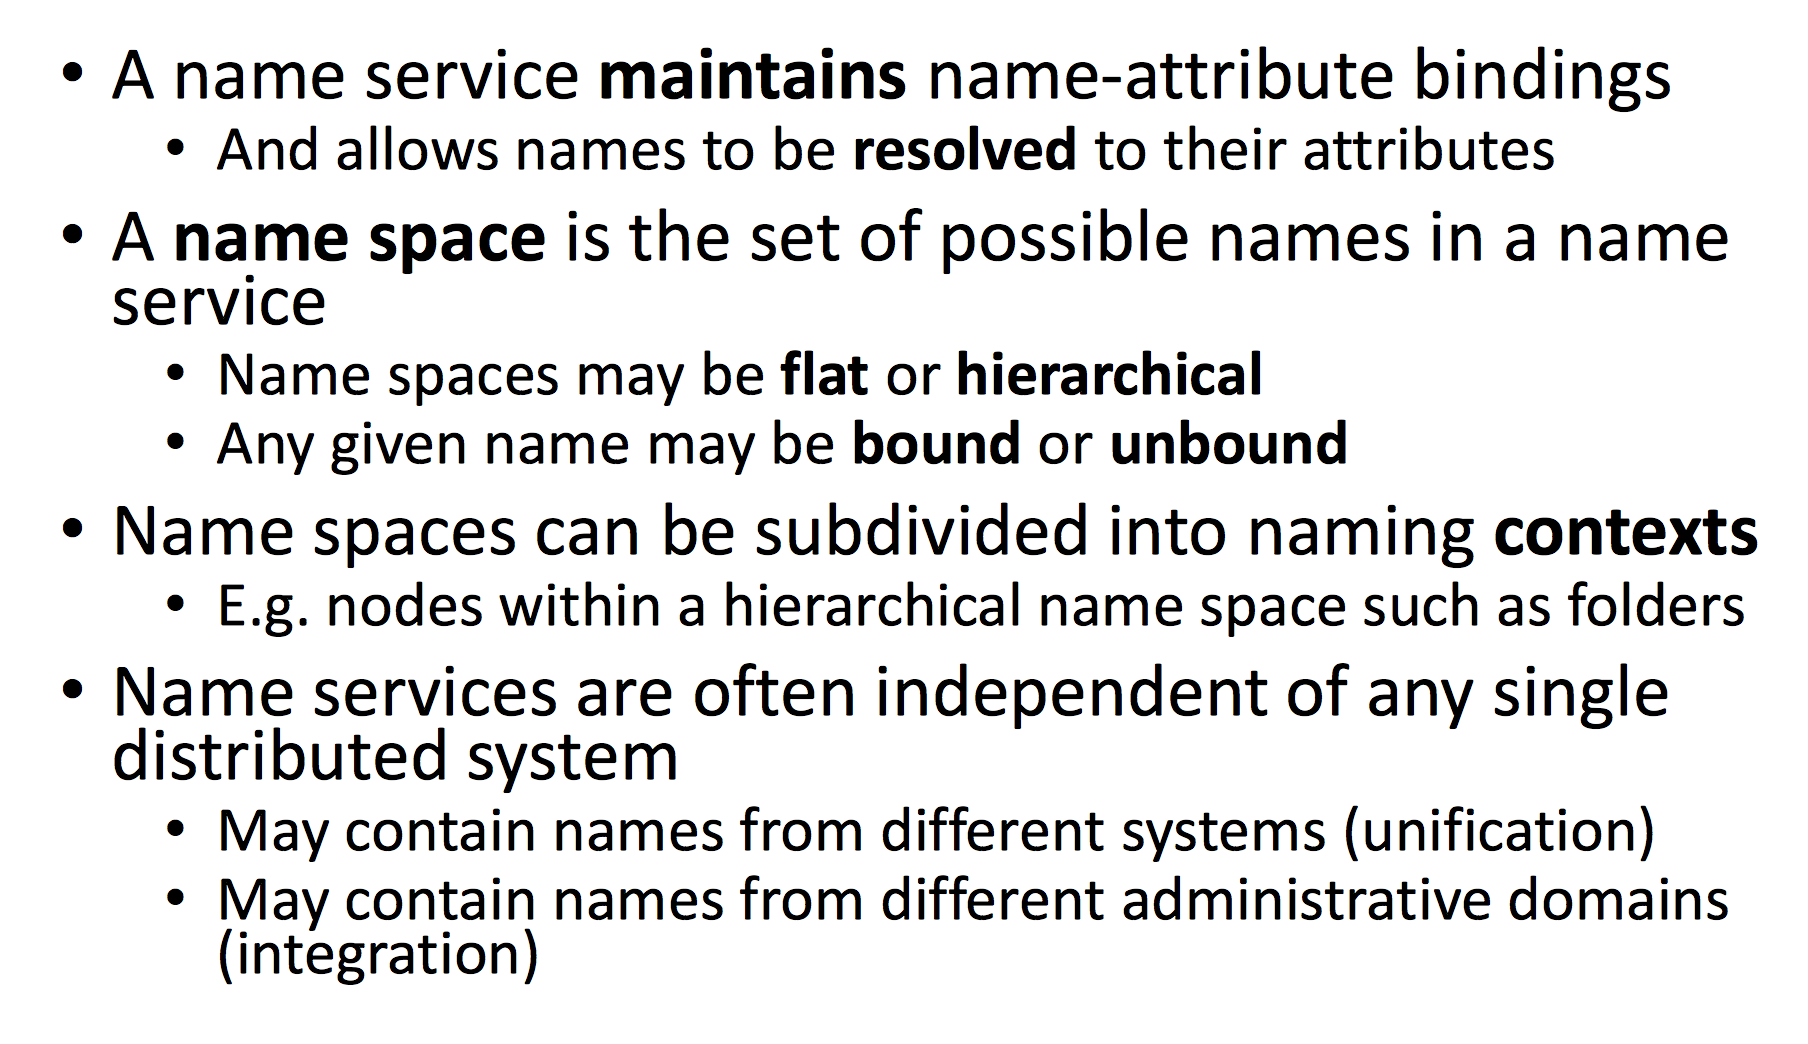 • A name service maintains name-attribute bindings
• And allows names to be resolved to their attributes
• A name space is the set of possible names in a name
service
• Name spaces may be flat or hierarchical
• Any given name may be bound or unbound
• Name spaces can be subdivided into naming contexts
• E.g. nodes within a hierarchical name space such as folders
• Name services are often independent of any single
distributed system
• May contain names from different systems (unification)
• May contain names from different administrative domains
(integration)